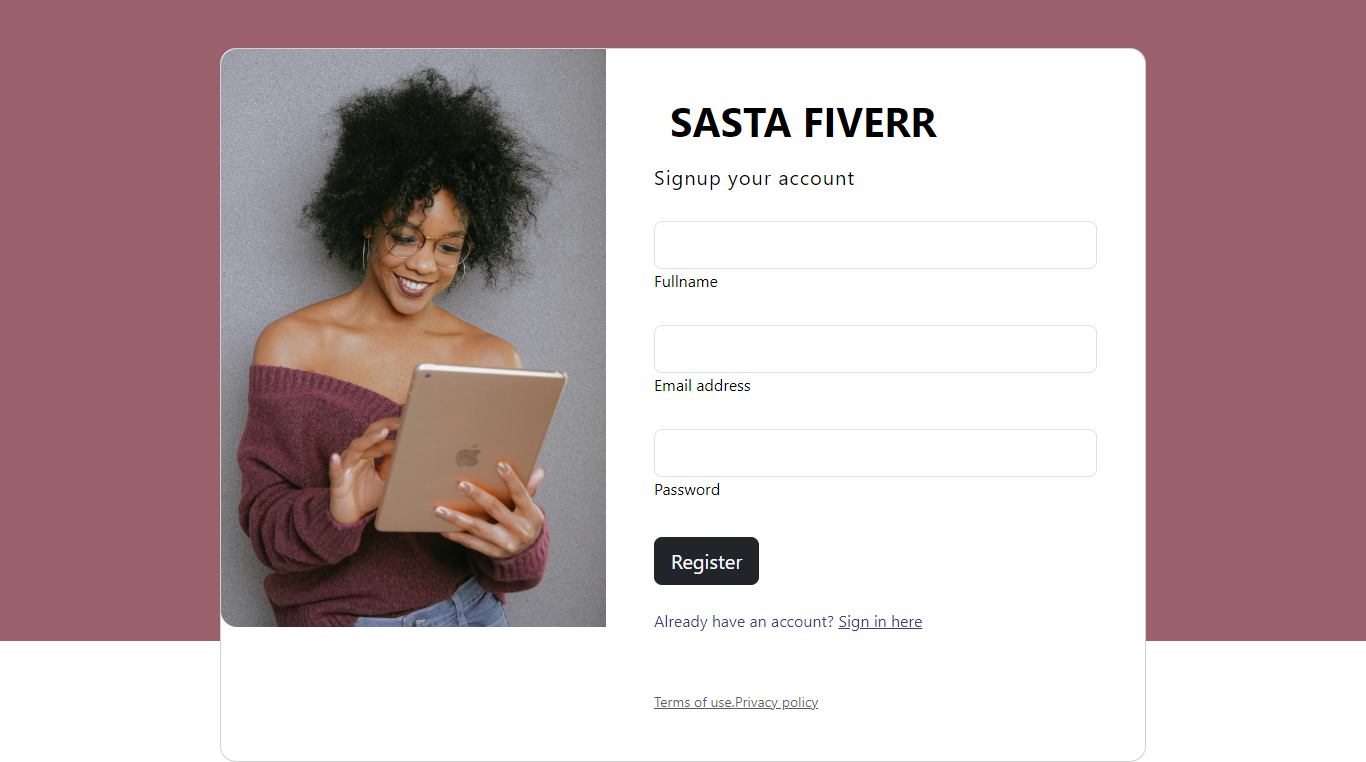 SASTA FIVERR
Signup your account
Fullname
Email address
Password
Register
Already have an account? Sign in here
Terms of use.Privacy policy